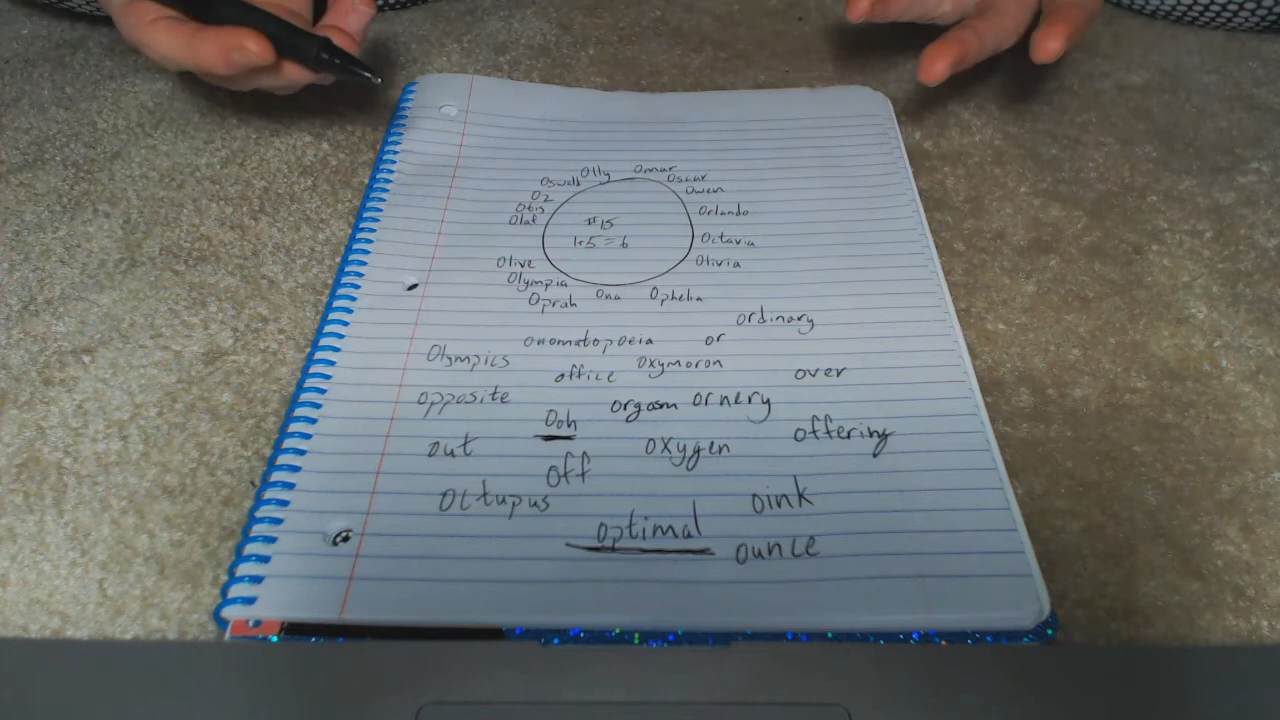 Olly Omar
Oswald Oscar
Oz Owen
Otis Orlando
Olaf #15
1+5 = 6 Octavia
Olive Olivia
Olympia
Oprah Ona Ophelia
ordinary
onomatopoeia or
Olympics oxymoron
office over
opposite orgasm ornery
Ooh offering
out oxygen
off
Octupus oink
optimal
ounce